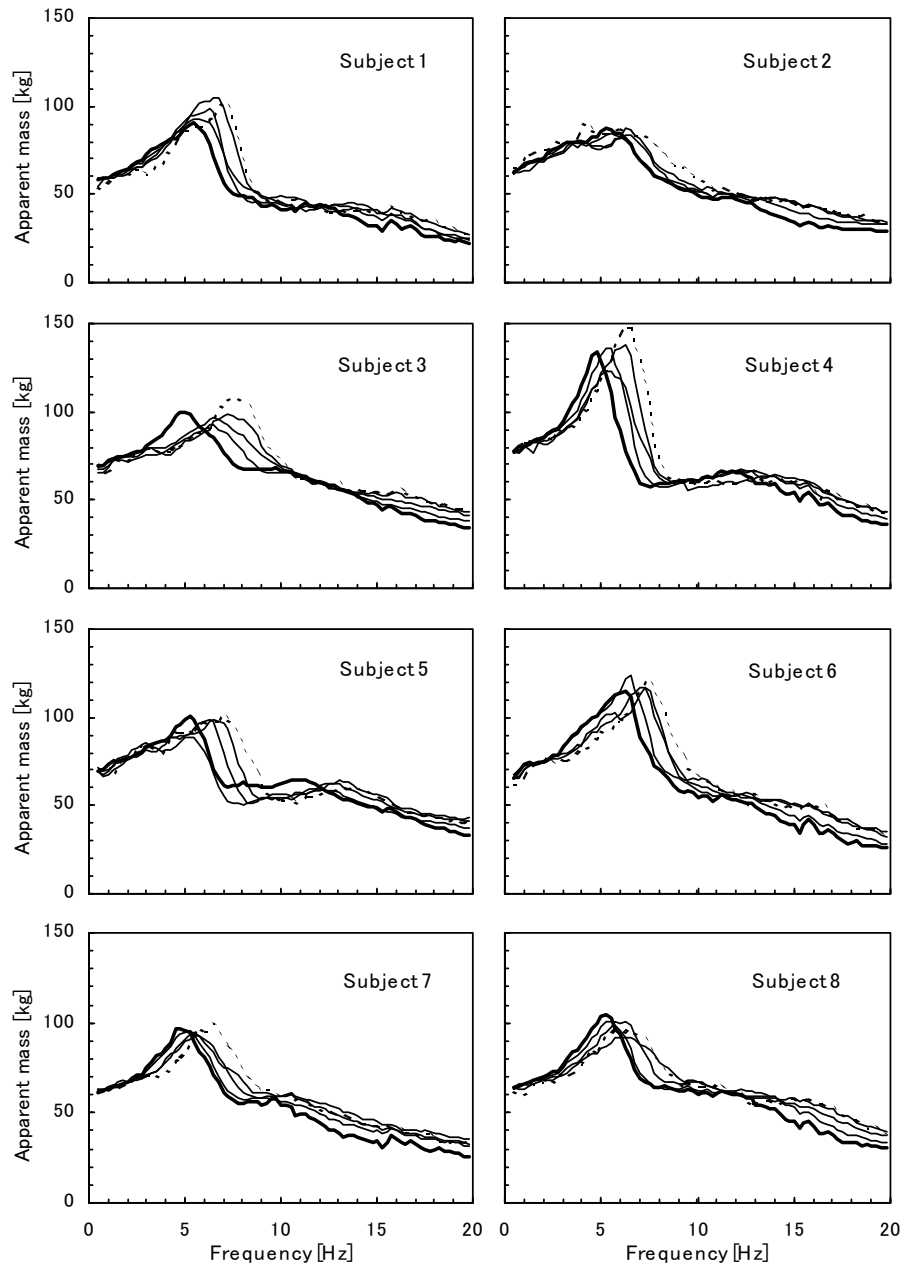 150
100
50
0
Apparent mass [kg]
Subject 1
Subject 2
150
100
50
0
Apparent mass [kg]
Subject 3
Subject 4
150
100
50
0
Apparent mass [kg]
Subject 5
Subject 6
150
100
50
0
Apparent mass [kg]
Subject 7
Subject 8
0 5 10 15 20
0 5 10 15 20
Frequency [Hz]
Frequency [Hz]